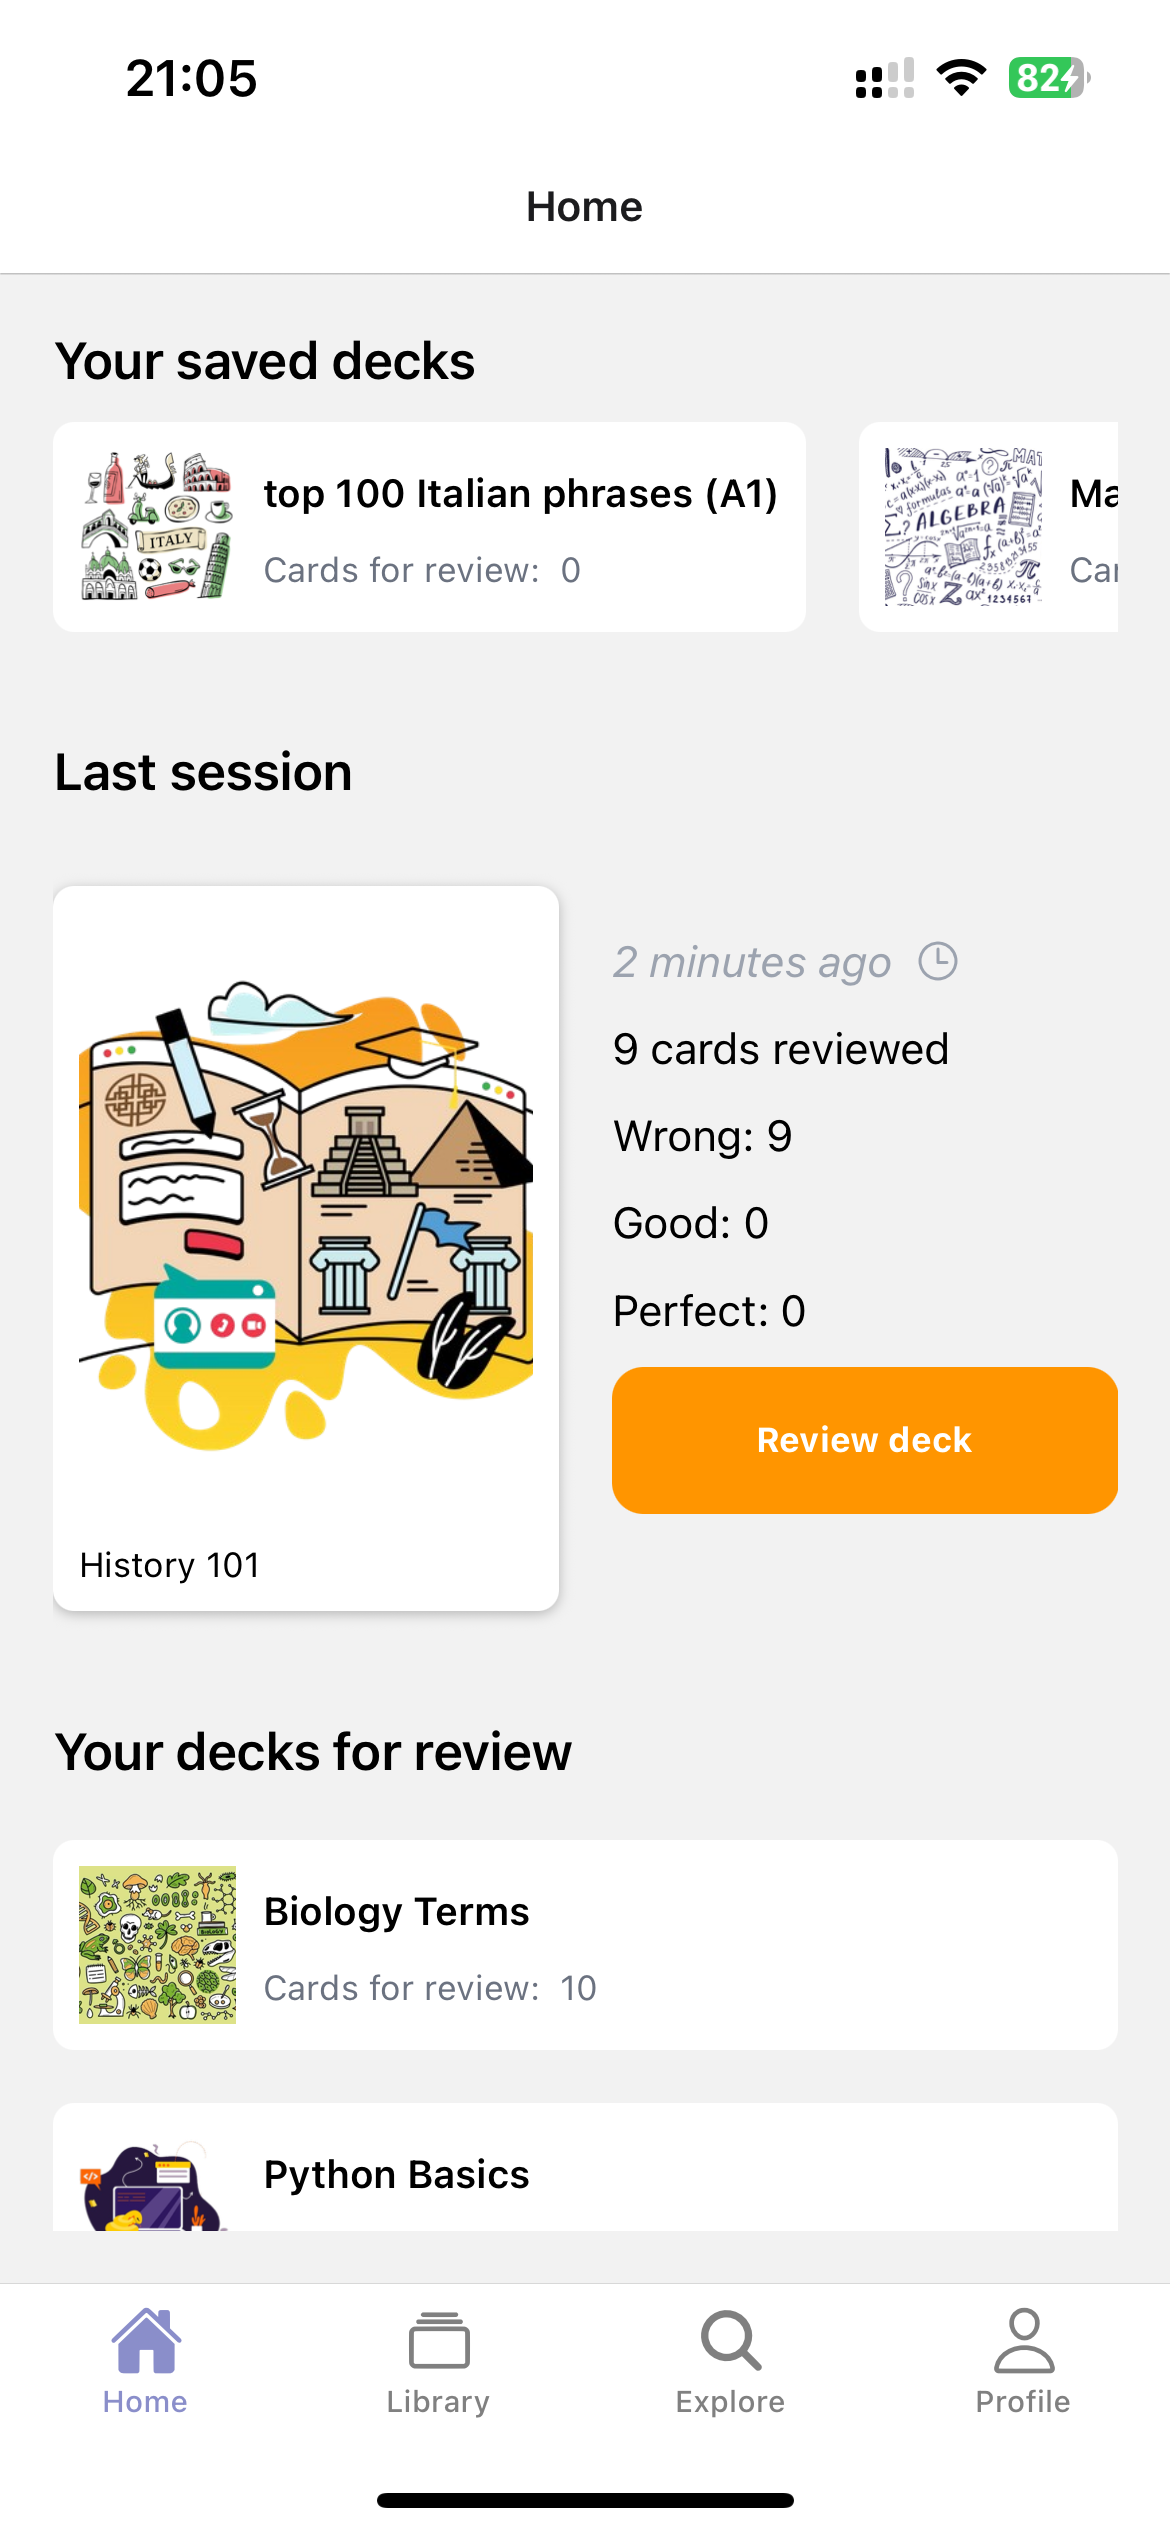 21:05
82
Home
Your saved decks
top 100 Italian phrases (A1)
Cards for review: 0
ITALY
ALGEBRA
Ma
Car
Last session
2 minutes ago
9 cards reviewed
Wrong: 9
Good: 0
Perfect: 0
Review deck
History 101
Your decks for review
Biology Terms
Cards for review: 10
Python Basics
Home
Library
Explore
Profile